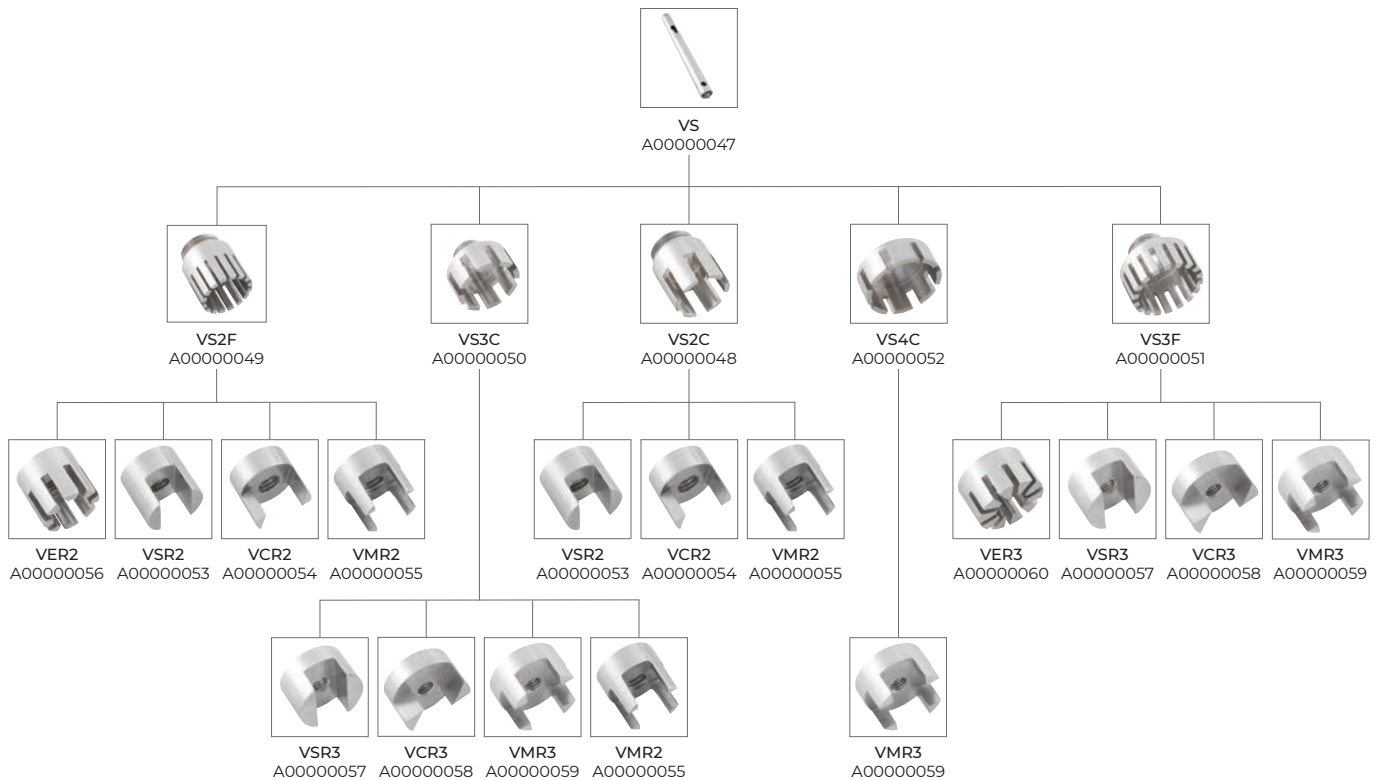 VS
A00000047
VS2F
A00000049
VS3C
A00000050
VS2C
A00000048
VS4C
A00000052
VS3F
A00000051
VER2
A00000056
VSR2
A00000053
VCR2
A00000054
VMR2
A00000055
VSR2
A00000053
VCR2
A00000054
VMR2
A00000055
VER3
A00000060
VSR3
A00000057
VCR3
A00000058
VMR3
A00000059
VSR3
A00000057
VCR3
A00000058
VMR3
A00000059
VMR2
A00000055
VMR3
A00000059